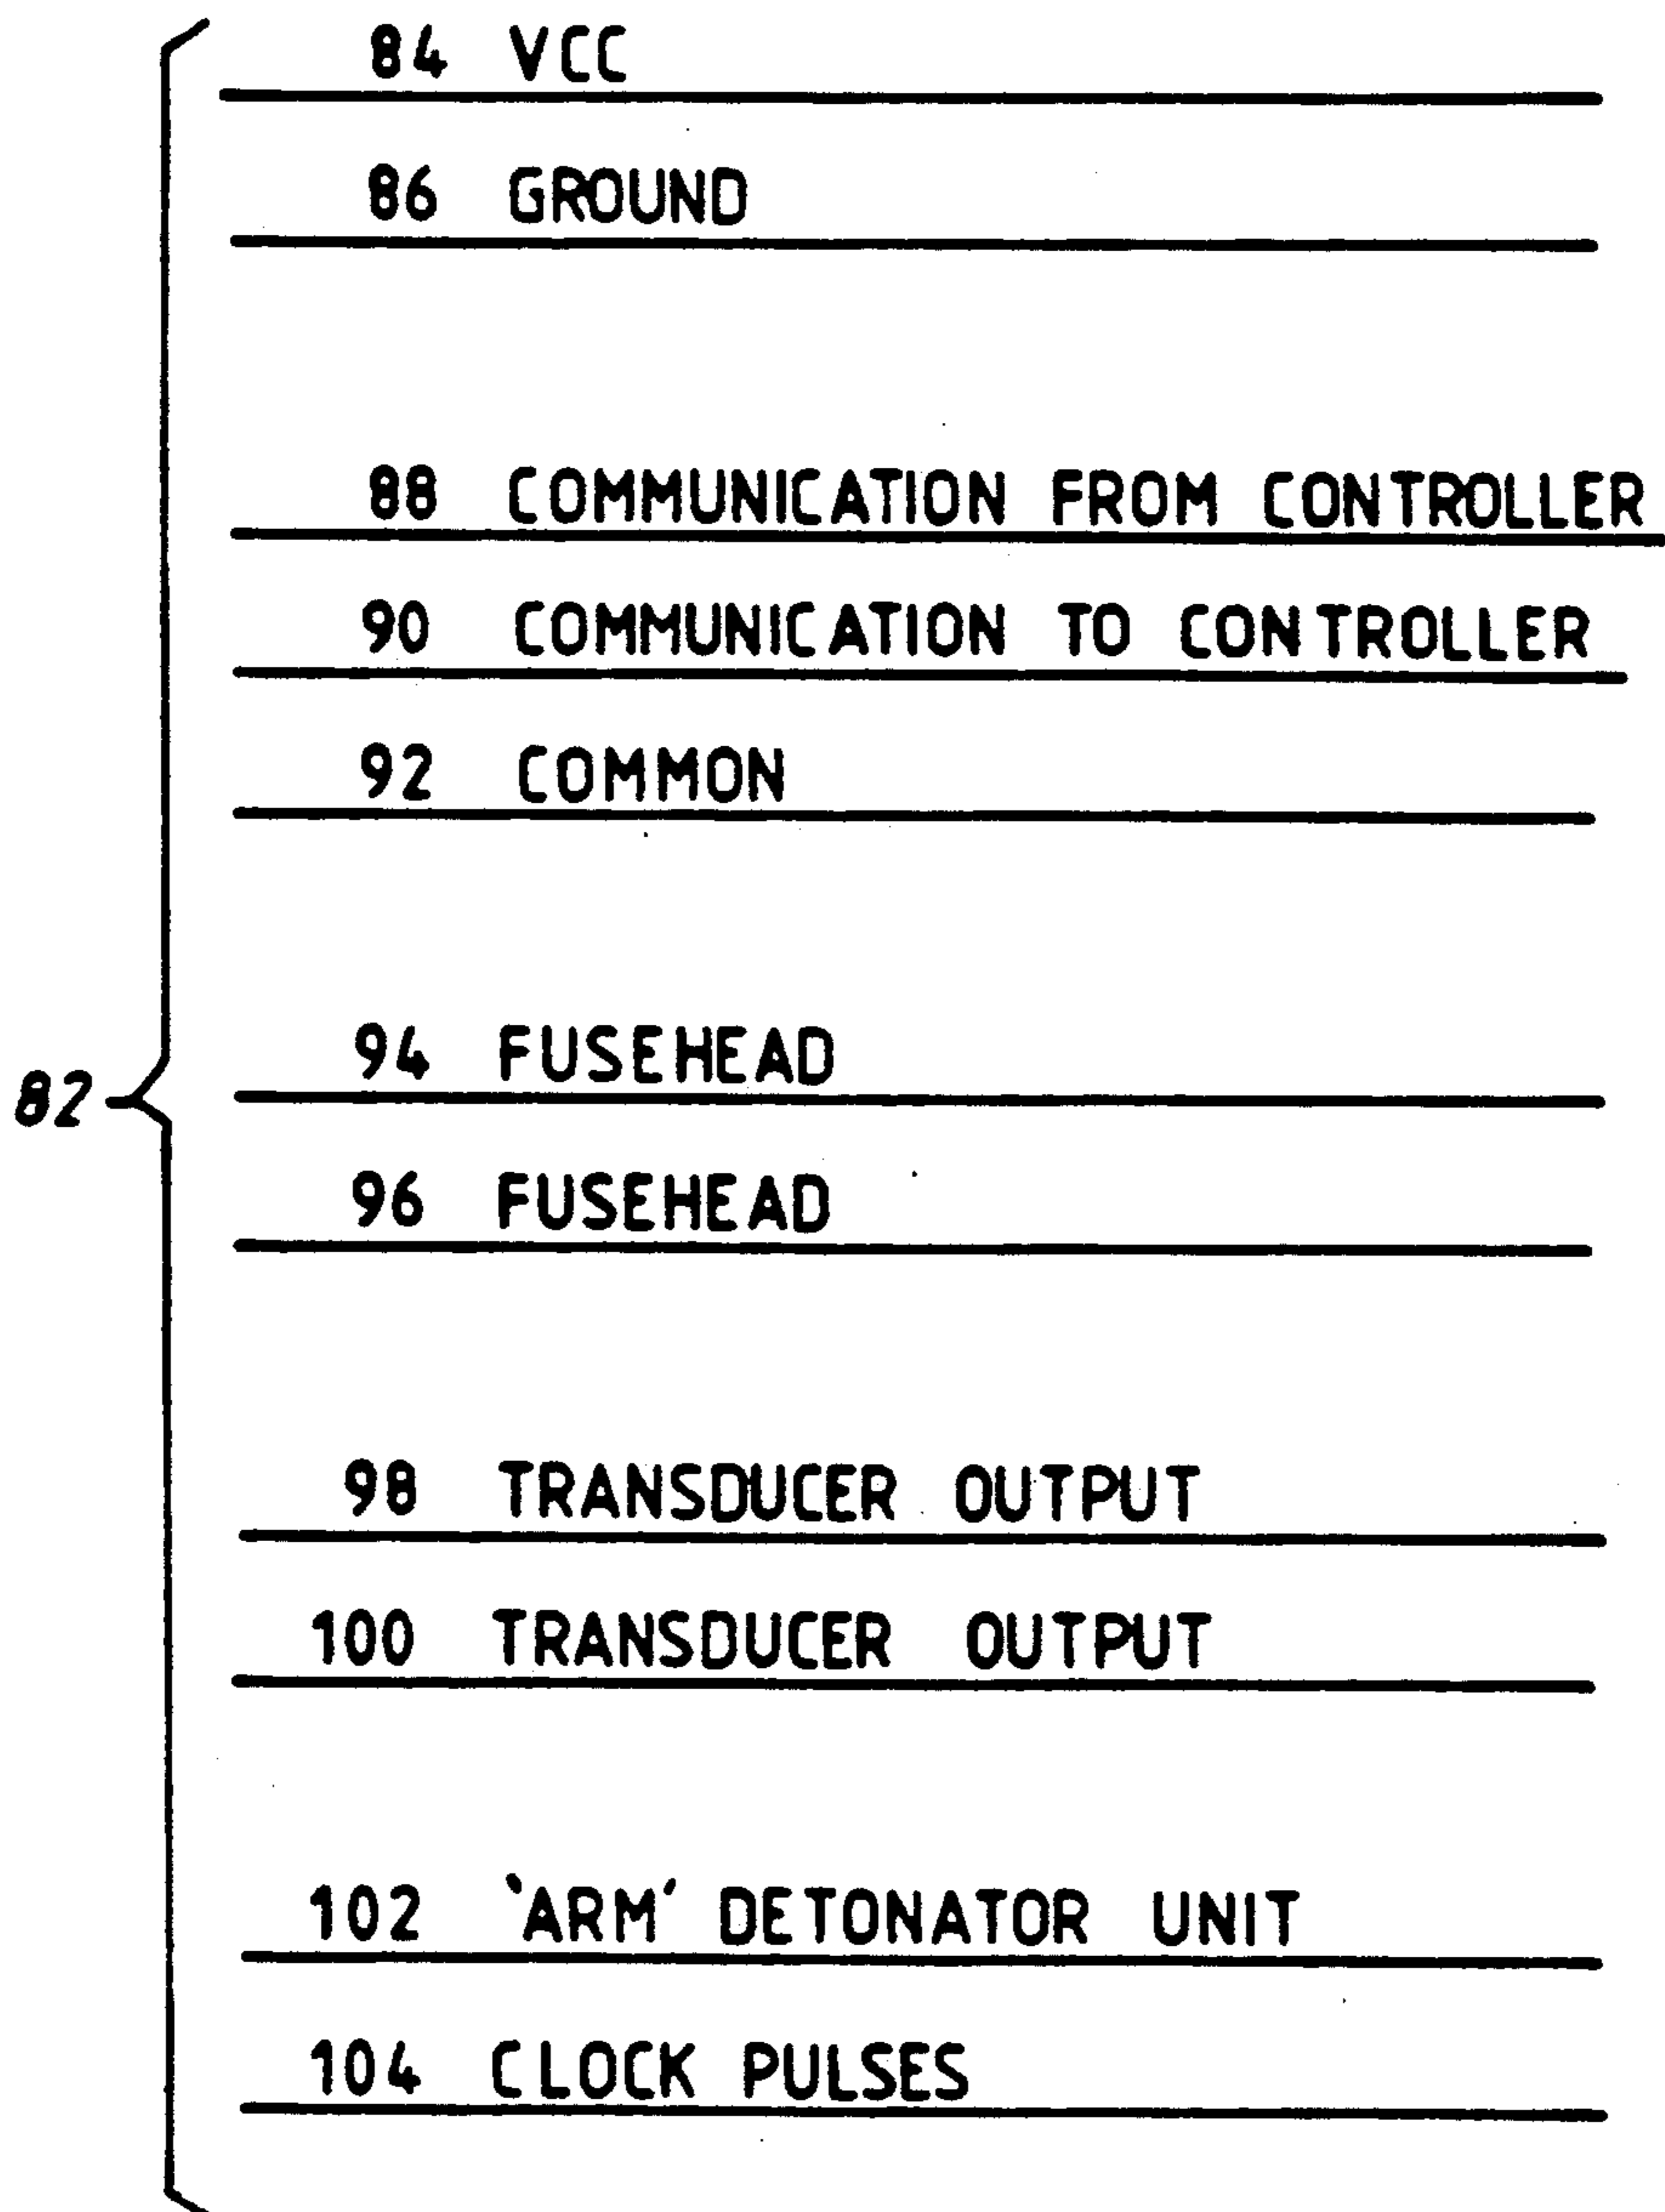 84 VCC
86 GROUND
88 COMMUNICATION FROM CONTROLLER
90 COMMUNICATION TO CONTROLLER
92 COMMON
94 FUSEHEAD
82
96 FUSEHEAD
98 TRANSDUCER OUTPUT
100 TRANSDUCER OUTPUT
102 'ARM' DETONATOR UNIT
104 CLOCK PULSES